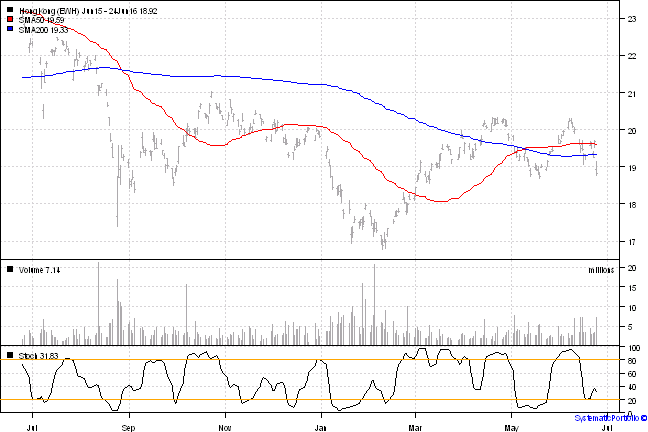 Hong Kong (EWH) Jun 15 - 24Jun16 18.92
SMA50 19.59
SMA200 19.33
23
22
21
20
19
18
17
Volume 7.14
millions
20
15
10
5
Stoch 31.83
100
80
60
40
20
0
Jul
Sep
Nov
Jan
Mar
May
Jul
SystematicPortfolio ©